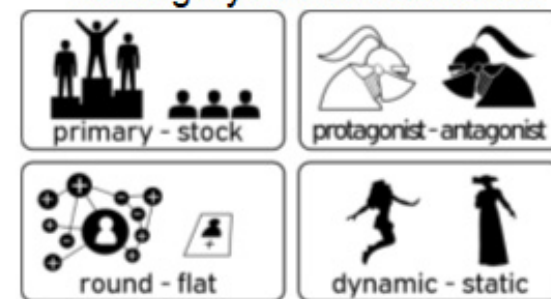 primary - stock
protagonist - antagonist
round - flat
dynamic - static